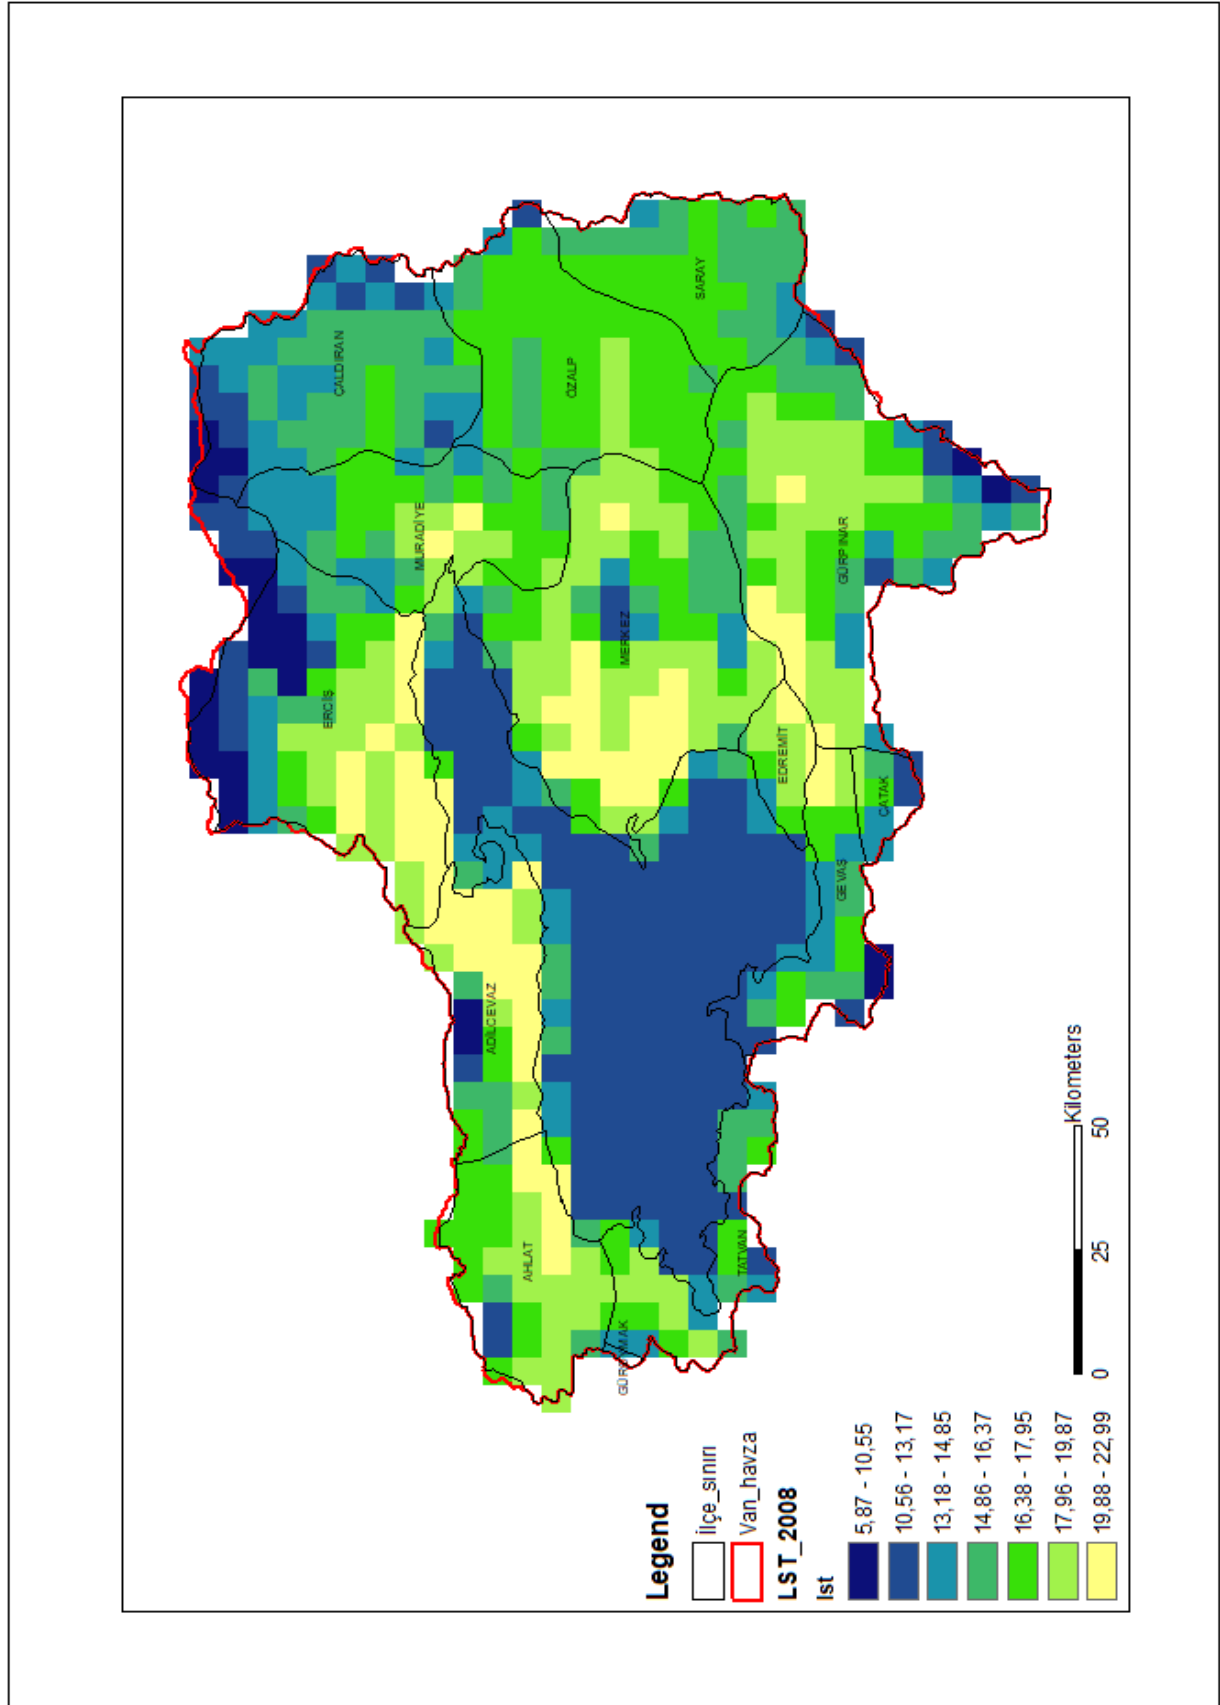 ÇALDIRAN
SARAY
ÖZALP
MURADİYE
GÜRPINAR
MERKEZ
ERCİŞ
EDREMİT
ÇATAK
GEVAŞ
ADİLCEVAZ
AHLAT
TATVAN
Kilometers
0
25
50
Legend
İlçe_sınırı
Van_havza
LST_2008
lst
5,87 - 10,55
10,56 - 13,17
13,18 - 14,85
14,86 - 16,37
16,38 - 17,95
17,96 - 19,87
19,88 - 22,99